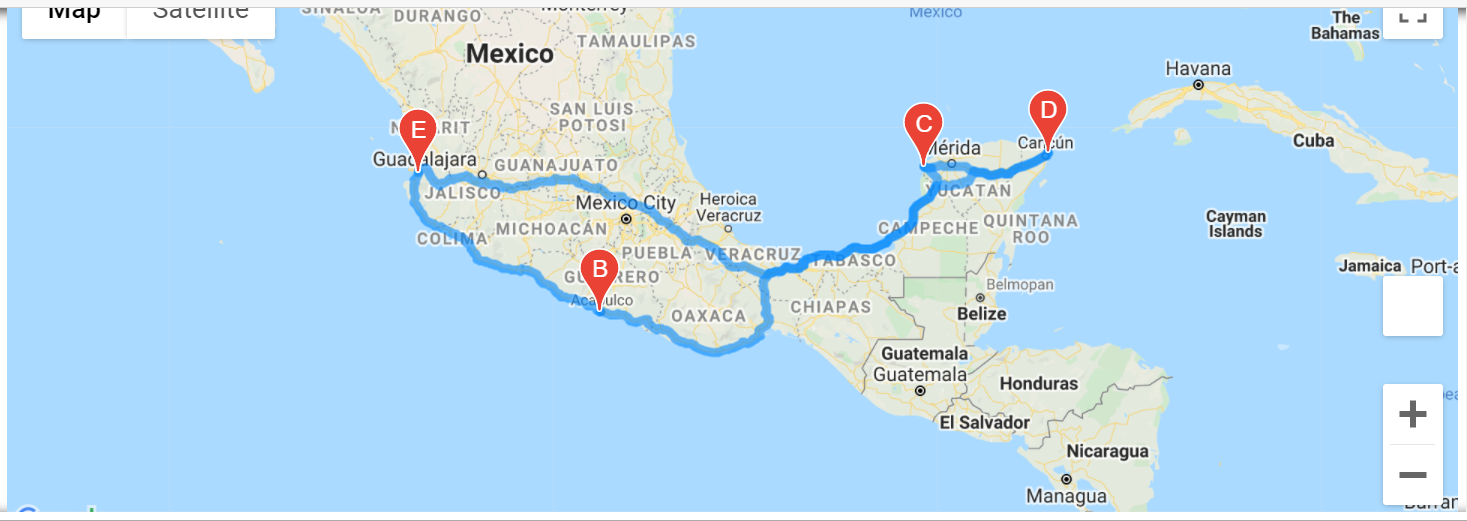 Map
Satellite
SINALOA
DURANGO
Monterrey
Mexico
TAMAULIPAS
Mexico
The
Bahamas
Havana
Cuba
SAN LUIS
POTOSI
E
C
D
Mérida
Cancún
Guadalajara
GUANAJUATO
JALISCO
YUCATAN
Mexico City
Heroica
Veracruz
COLIMA
MICHOACÁN
CAMPECHE
QUINTANA
ROO
Cayman
Islands
PUEBLA
VERACRUZ
TABASCO
B
Jamaica
Port-a
Acapulco
OAXACA
CHIAPAS
Belmopan
Belize
Guatemala
Guatemala
Honduras
El Salvador
Nicaragua
Managua
+
−